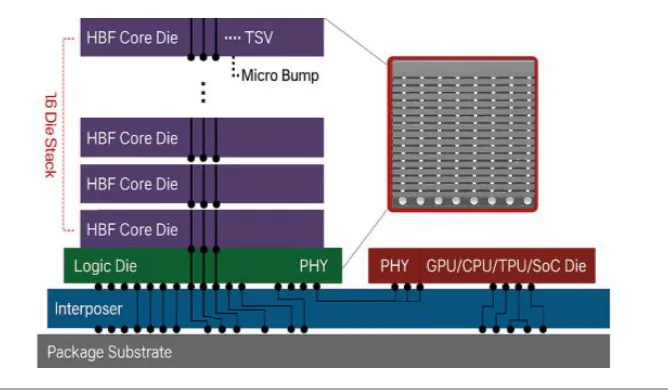 HBF Core Die
TSV
Micro Bump
16 Die Stack
HBF Core Die
HBF Core Die
HBF Core Die
Logic Die
PHY
PHY
GPU/CPU/TPU/SoC Die
Interposer
Package Substrate